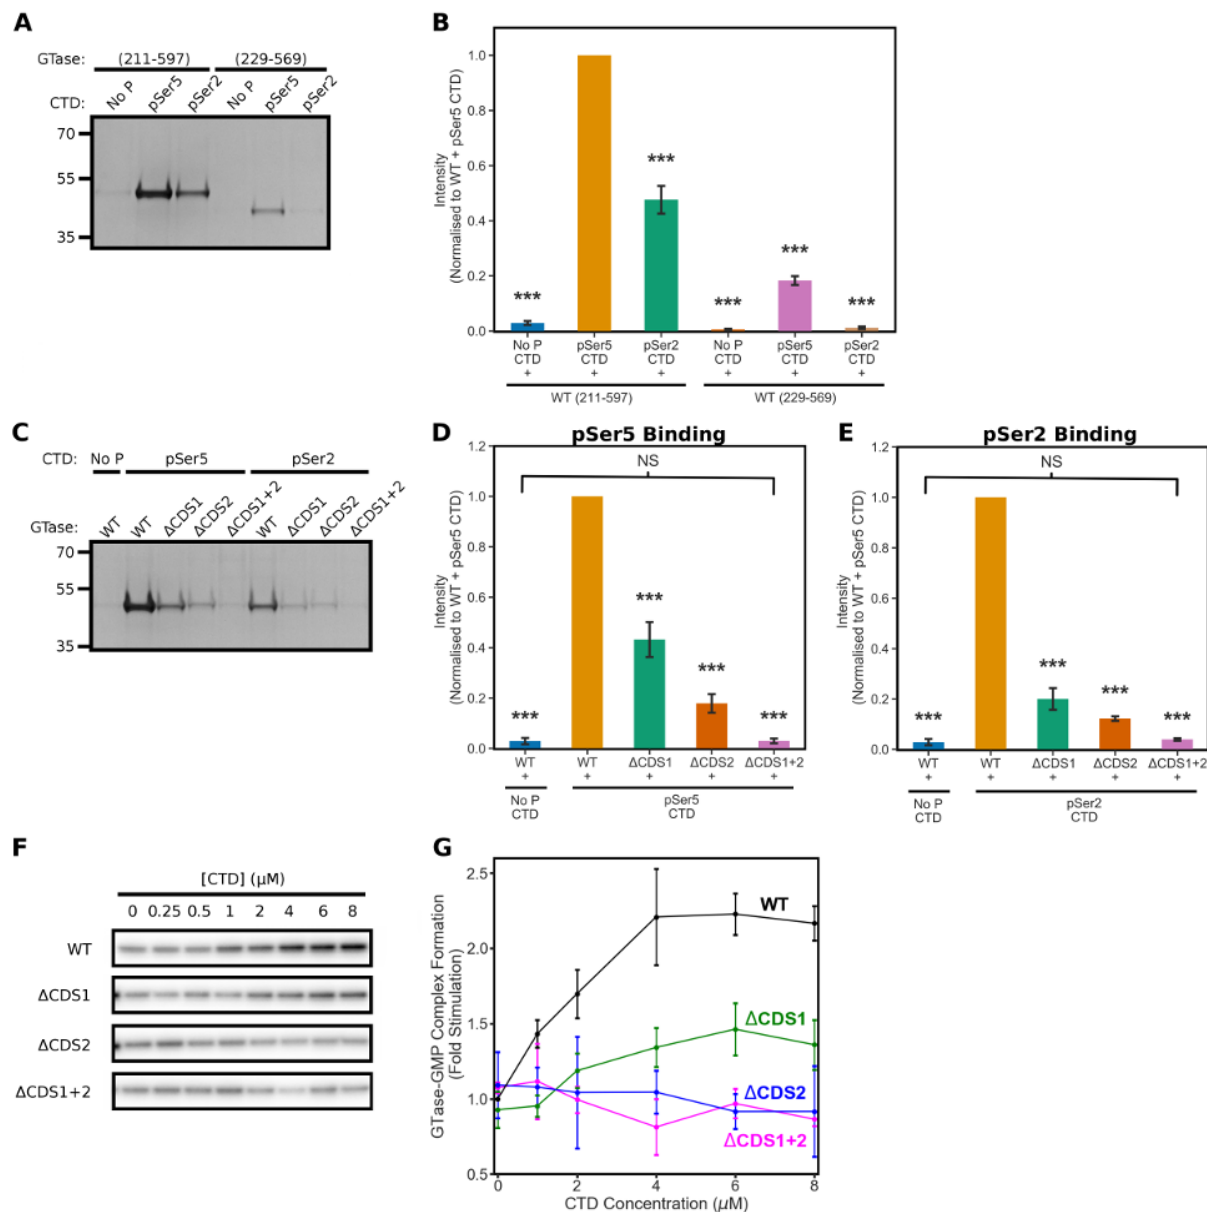 A
GTase: (211-597) (229-569)
CTD: No P pSer5 pSer2 No P pSer5 pSer2
70
55
35
B
Intensity
(Normalised to WT + pSer5 CTD)
1.0
0.8
0.6
0.4
0.2
0.0
*** *** *** *** ***
No P pSer5 pSer2 No P pSer5 pSer2
CTD CTD CTD CTD CTD CTD
+ + + + + +
WT (211-597) WT (229-569)
C
CTD: No P pSer5 pSer2
GTase: WT WT ΔCDS1 ΔCDS2 ΔCDS1+2 WT ΔCDS1 ΔCDS2 ΔCDS1+2
70
55
35
D
pSer5 Binding
Intensity
(Normalised to WT + pSer5 CTD)
1.2
1.0
0.8
0.6
0.4
0.2
0.0
NS
*** *** *** ***
WT WT ΔCDS1 ΔCDS2 ΔCDS1+2
+ + + + +
No P pSer5
CTD CTD
E
pSer2 Binding
Intensity
(Normalised to WT + pSer5 CTD)
1.2
1.0
0.8
0.6
0.4
0.2
0.0
NS
*** *** *** ***
WT WT ΔCDS1 ΔCDS2 ΔCDS1+2
+ + + + +
No P pSer2
CTD CTD
F
[CTD] (μM)
0 0.25 0.5 1 2 4 6 8
WT
ΔCDS1
ΔCDS2
ΔCDS1+2
G
GTase-GMP Complex Formation
(Fold Stimulation)
2.5
2.0
1.5
1.0
0.5
WT
ΔCDS1
ΔCDS2
ΔCDS1+2
0 2 4 6 8
CTD Concentration (μM)